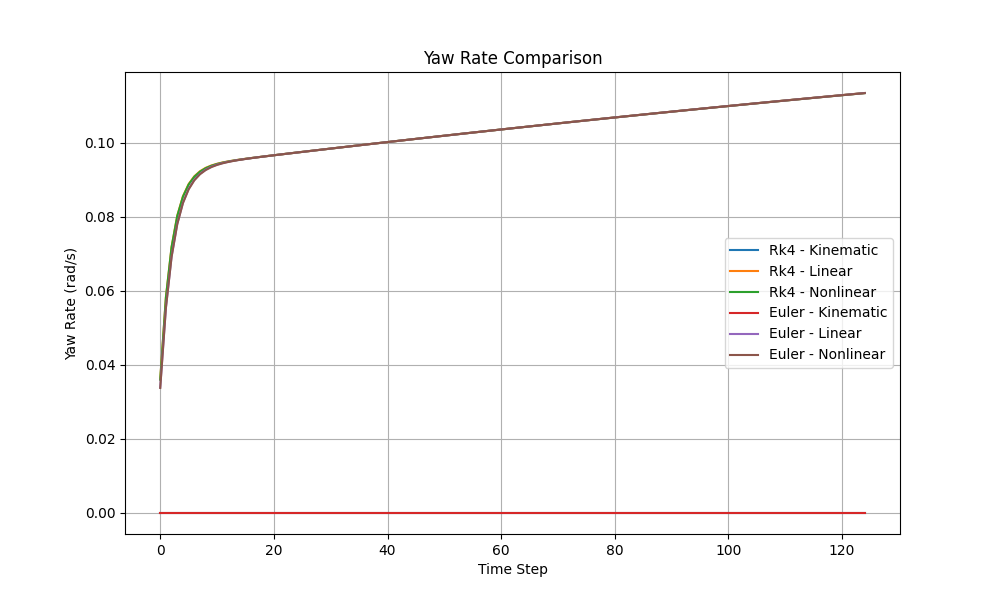 Yaw Rate Comparison
Yaw Rate (rad/s)
0.10
0.08
0.06
0.04
0.02
0.00
Rk4 - Kinematic
Rk4 - Linear
Rk4 - Nonlinear
Euler - Kinematic
Euler - Linear
Euler - Nonlinear
0 20 40 60 80 100 120
Time Step